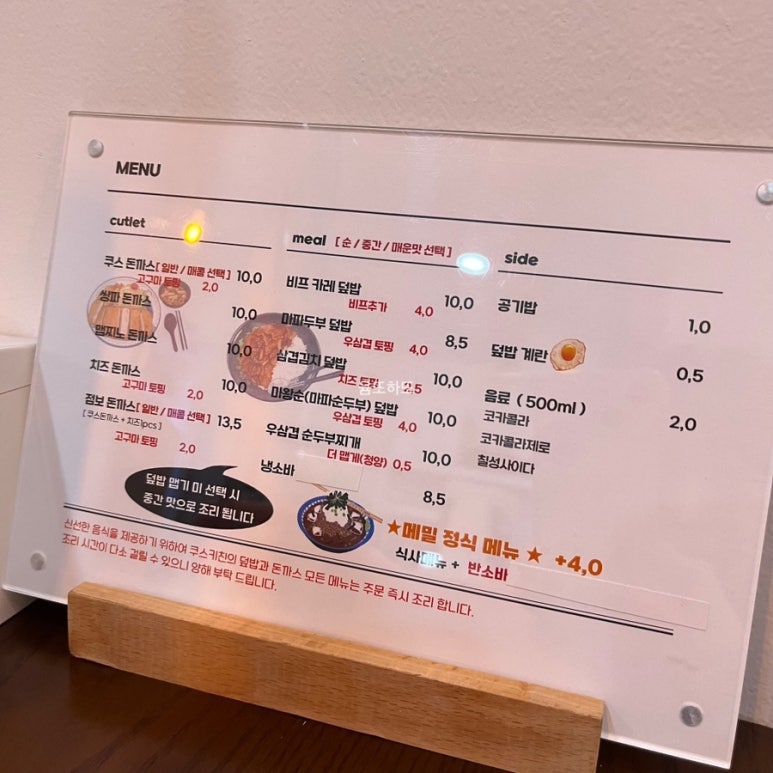 MENU
cutlet
쿠스 돈까스[ 일반 / 매콤 선택 ] 10,0
고구마 토핑 2,0
씽파 돈까스 10,0
맵찌노 돈까스 10,0
치즈 돈까스 10,0
고구마 토핑 2,0
점보 돈까스[ 일반 / 매콤 선택 ] 13,5
[ 쿠스돈까스 + 치즈1pcs ]
고구마 토핑 2,0
덮밥 맵기 미 선택 시
중간 맛으로 조리 됩니다
meal [ 순 / 중간 / 매운맛 선택 ]
비프 카레 덮밥 10,0
비프추가 4,0
마파두부 덮밥 8,5
우삼겹 토핑 4,0
삼겹김치 덮밥 10,0
치즈
마왕순(마파순두부) 덮밥 10,0
우삼겹 토핑 4,0
우삼겹 순두부찌개 10,0
더 맵게(청양) 0,5
냉소바 8,5
side
공기밥 1,0
덮밥 계란 0,5
음료 ( 500ml ) 2,0
코카콜라
코카콜라제로
칠성사이다
★메밀 정식 메뉴 ★ +4,0
식사메뉴 + 반소바
신선한 음식을 제공하기 위하여 쿠스키친의 덮밥과 돈까스 모든 메뉴는 주문 즉시 조리 합니다.
조리 시간이 다소 걸릴 수 있으니 양해 부탁 드립니다.